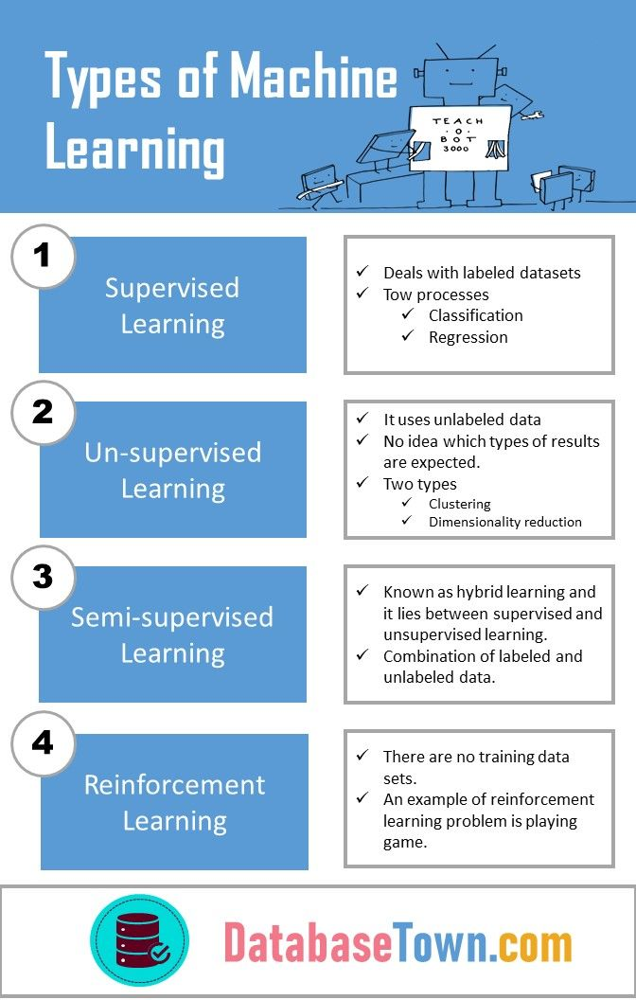 Types of Machine
Learning
TEACH
·O·
BOT
3000
1
Supervised
Learning
✓ Deals with labeled datasets
✓ Tow processes
✓ Classification
✓ Regression
2
Un-supervised
Learning
✓ It uses unlabeled data
✓ No idea which types of results
are expected.
✓ Two types
✓ Clustering
✓ Dimensionality reduction
3
Semi-supervised
Learning
✓ Known as hybrid learning and
it lies between supervised and
unsupervised learning.
✓ Combination of labeled and
unlabeled data.
4
Reinforcement
Learning
✓ There are no training data
sets.
✓ An example of reinforcement
learning problem is playing
game.
DatabaseTown.com